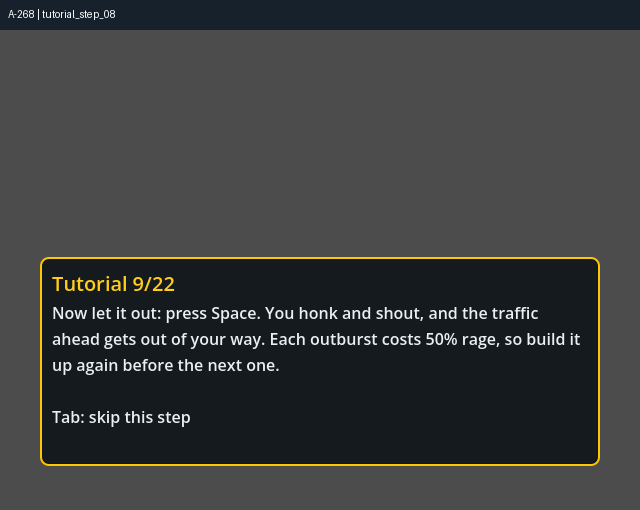 A-268 | tutorial_step_08
Tutorial 9/22
Now let it out: press Space. You honk and shout, and the traffic
ahead gets out of your way. Each outburst costs 50% rage, so build it
up again before the next one.
Tab: skip this step